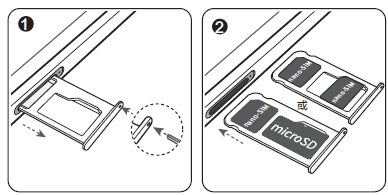 1
2
nano-SIM
nano-SIM
或
nano-SIM
microSD